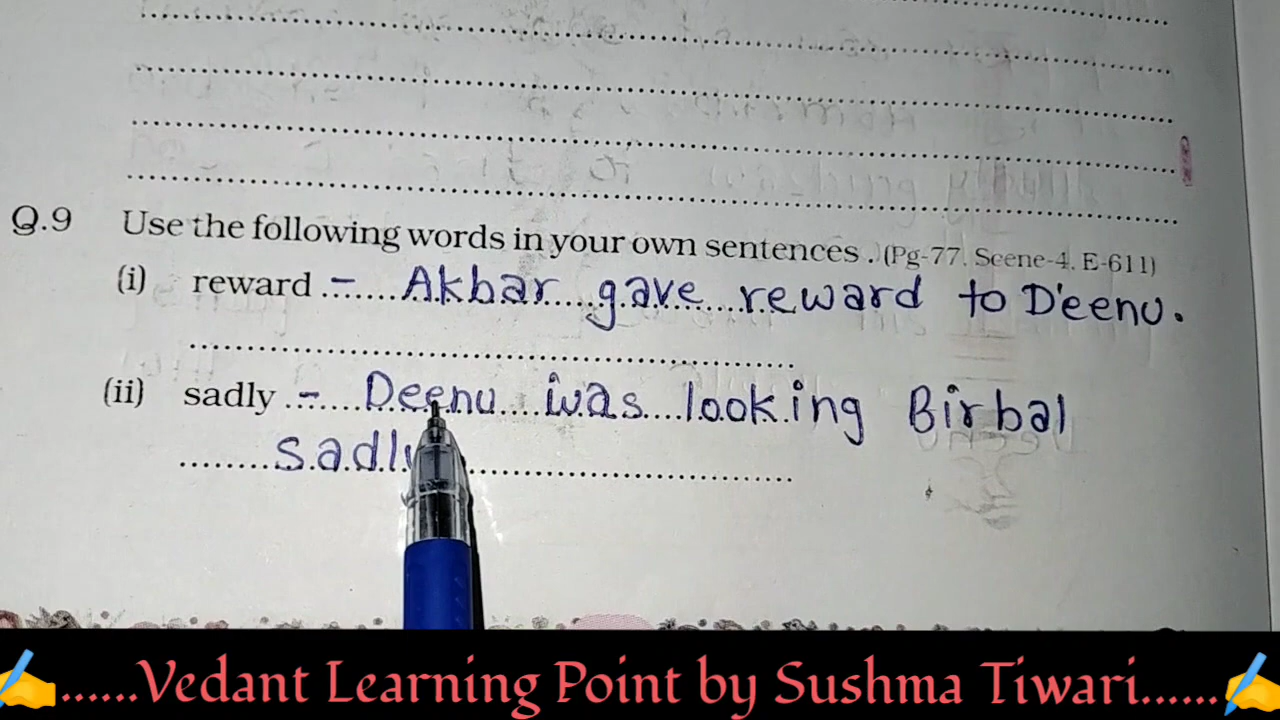 Q.9 Use the following words in your own sentences . (Pg-77. Scene-4. E-611)
(i) reward – Akbar gave reward to Deenu.
(ii) sadly – Deenu was looking Birbal
sadly
✍......Vedant Learning Point by Sushma Tiwari......✍